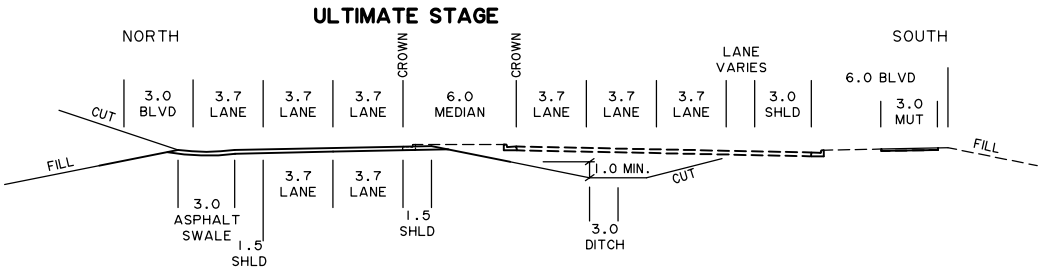 ULTIMATE STAGE
NORTH
SOUTH
CROWN
CROWN
LANE
VARIES
6.0 BLVD
3.0
BLVD
3.7
LANE
3.7
LANE
3.7
LANE
6.0
MEDIAN
3.7
LANE
3.7
LANE
3.7
LANE
3.0
SHLD
3.0
MUT
CUT
FILL
FILL
1.0 MIN.
CUT
3.0
ASPHALT
SWALE
1.5
SHLD
3.7
LANE
3.7
LANE
1.5
SHLD
3.0
DITCH